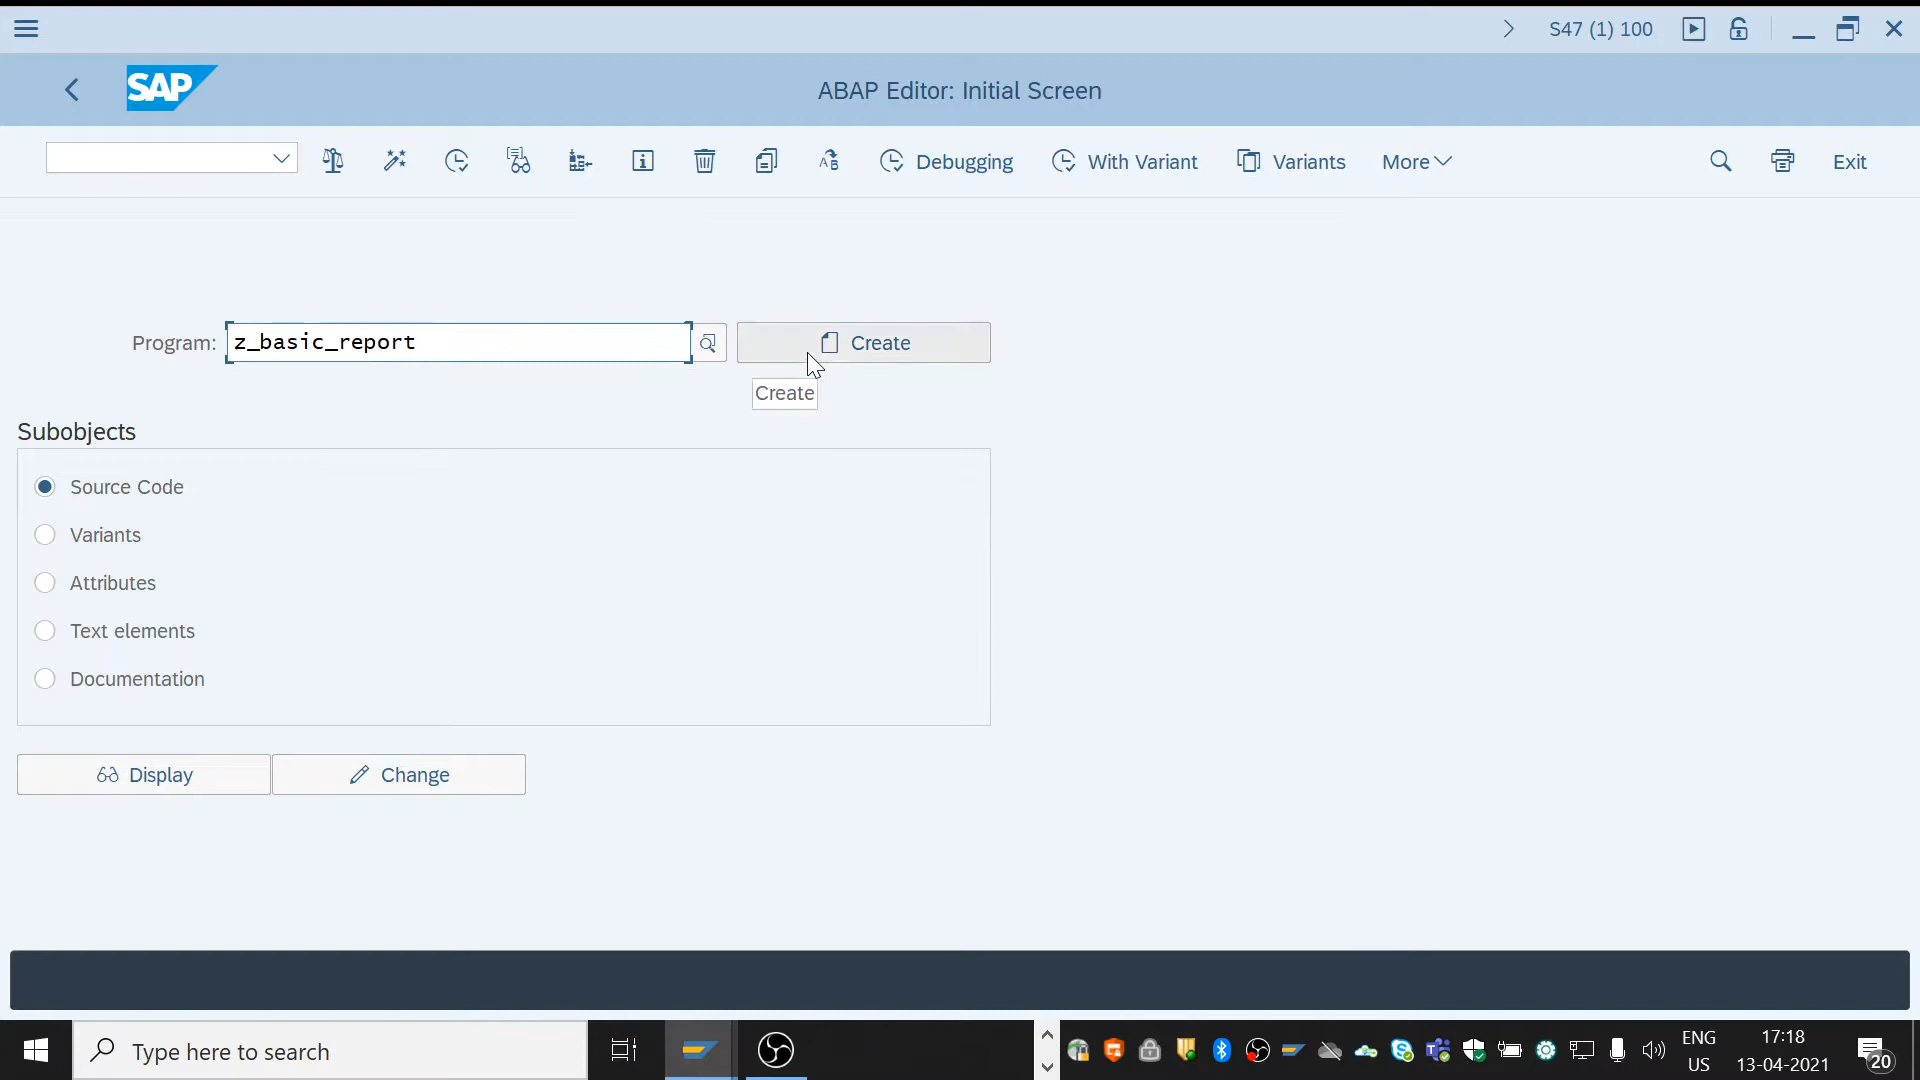 S47 (1) 100
SAP
ABAP Editor: Initial Screen
Debugging
With Variant
Variants
More
Exit
Program:
z_basic_report
Create
Create
Subobjects
Source Code
Variants
Attributes
Text elements
Documentation
Display
Change
Type here to search
ENG
US
17:18
13-04-2021
20